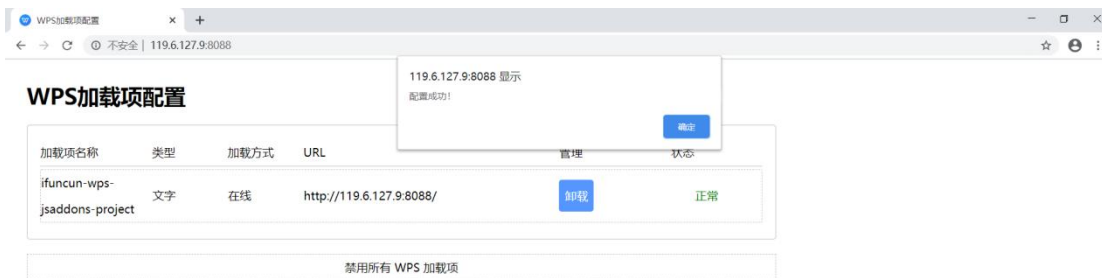 WPS加载项配置
不安全 | 119.6.127.9:8088
119.6.127.9:8088 显示
配置成功!
确定
WPS加载项配置
加载项名称 类型 加载方式 URL 管理 状态
ifuncun-wps-
jsaddons-project 文字 在线 http://119.6.127.9:8088/ 卸载 正常
禁用所有 WPS 加载项